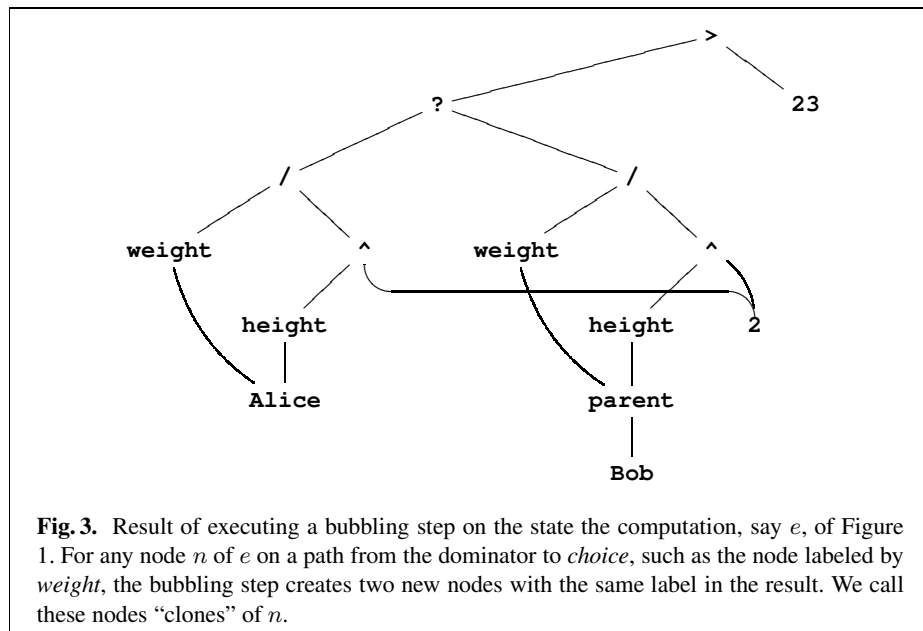 >
? 23
/ /
weight ^ weight ^
height height 2
Alice parent
Bob
Fig. 3. Result of executing a bubbling step on the state the computation, say e, of Figure
1. For any node n of e on a path from the dominator to choice, such as the node labeled by
weight, the bubbling step creates two new nodes with the same label in the result. We call
these nodes “clones” of n.